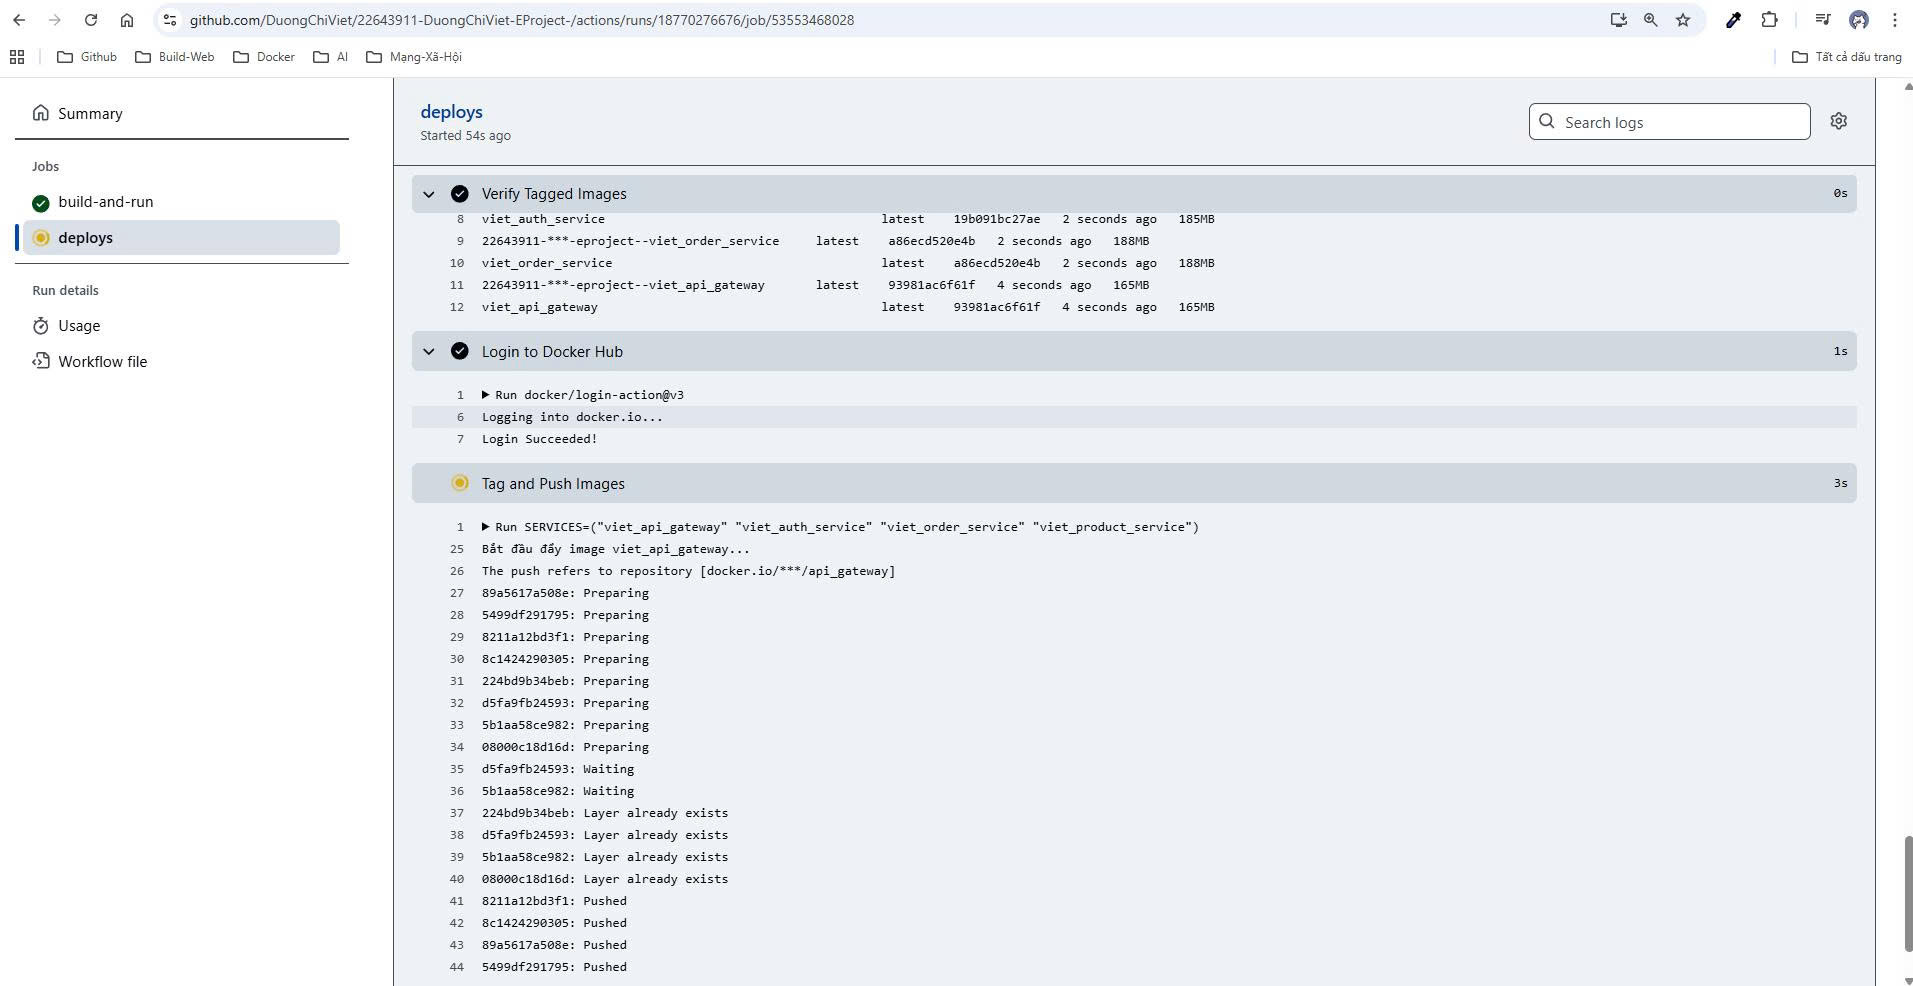 github.com/DuongChiViet/22643911-DuongChiViet-EProject-/actions/runs/18770276676/job/53553468028
Github Build-Web Docker AI Mạng-Xã-Hội Tất cả dấu trang
Summary
Jobs
build-and-run
deploys
Run details
Usage
Workflow file
deploys
Started 54s ago
Search logs
Verify Tagged Images 0s
8 viet_auth_service latest 19b091bc27ae 2 seconds ago 185MB
9 22643911-***-eproject--viet_order_service latest a86ecd520e4b 2 seconds ago 188MB
10 viet_order_service latest a86ecd520e4b 2 seconds ago 188MB
11 22643911-***-eproject--viet_api_gateway latest 93981ac6f61f 4 seconds ago 165MB
12 viet_api_gateway latest 93981ac6f61f 4 seconds ago 165MB
Login to Docker Hub 1s
1 Run docker/login-action@v3
6 Logging into docker.io...
7 Login Succeeded!
Tag and Push Images 3s
1 Run SERVICES=("viet_api_gateway" "viet_auth_service" "viet_order_service" "viet_product_service")
25 Bắt đầu đẩy image viet_api_gateway...
26 The push refers to repository [docker.io/***/api_gateway]
27 89a5617a508e: Preparing
28 5499df291795: Preparing
29 8211a12bd3f1: Preparing
30 8c1424290305: Preparing
31 224bd9b34beb: Preparing
32 d5fa9fb24593: Preparing
33 5b1aa58ce982: Preparing
34 08000c18d16d: Preparing
35 d5fa9fb24593: Waiting
36 5b1aa58ce982: Waiting
37 224bd9b34beb: Layer already exists
38 d5fa9fb24593: Layer already exists
39 5b1aa58ce982: Layer already exists
40 08000c18d16d: Layer already exists
41 8211a12bd3f1: Pushed
42 8c1424290305: Pushed
43 89a5617a508e: Pushed
44 5499df291795: Pushed